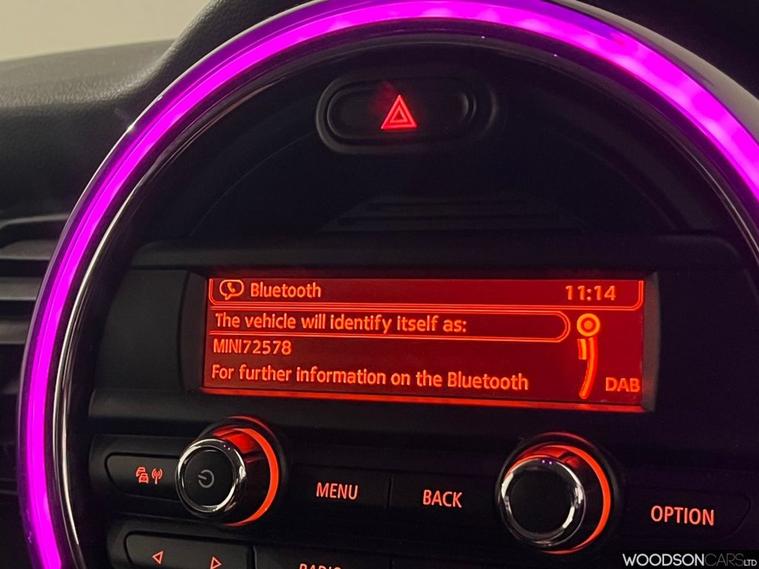 Bluetooth 11:14
The vehicle will identify itself as:
MINI72578
For further information on the Bluetooth
DAB
MENU BACK
OPTION
RADIO
WOODSONCARS LTD